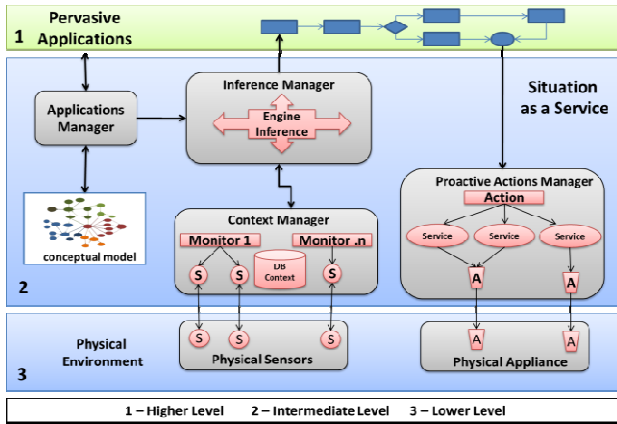 Pervasive
Applications
1
Inference Manager
Engine
Inference
Situation
as a Service
Applications
Manager
Proactive Actions Manager
Action
Service
Service
Service
Context Manager
Monitor 1
Monitor .n
DB
Context
S
S
S
A
A
conceptual model
2
Physical
Environment
S
S
S
Physical Sensors
A
A
Physical Appliance
3
1 – Higher Level 2 – Intermediate Level 3 – Lower Level